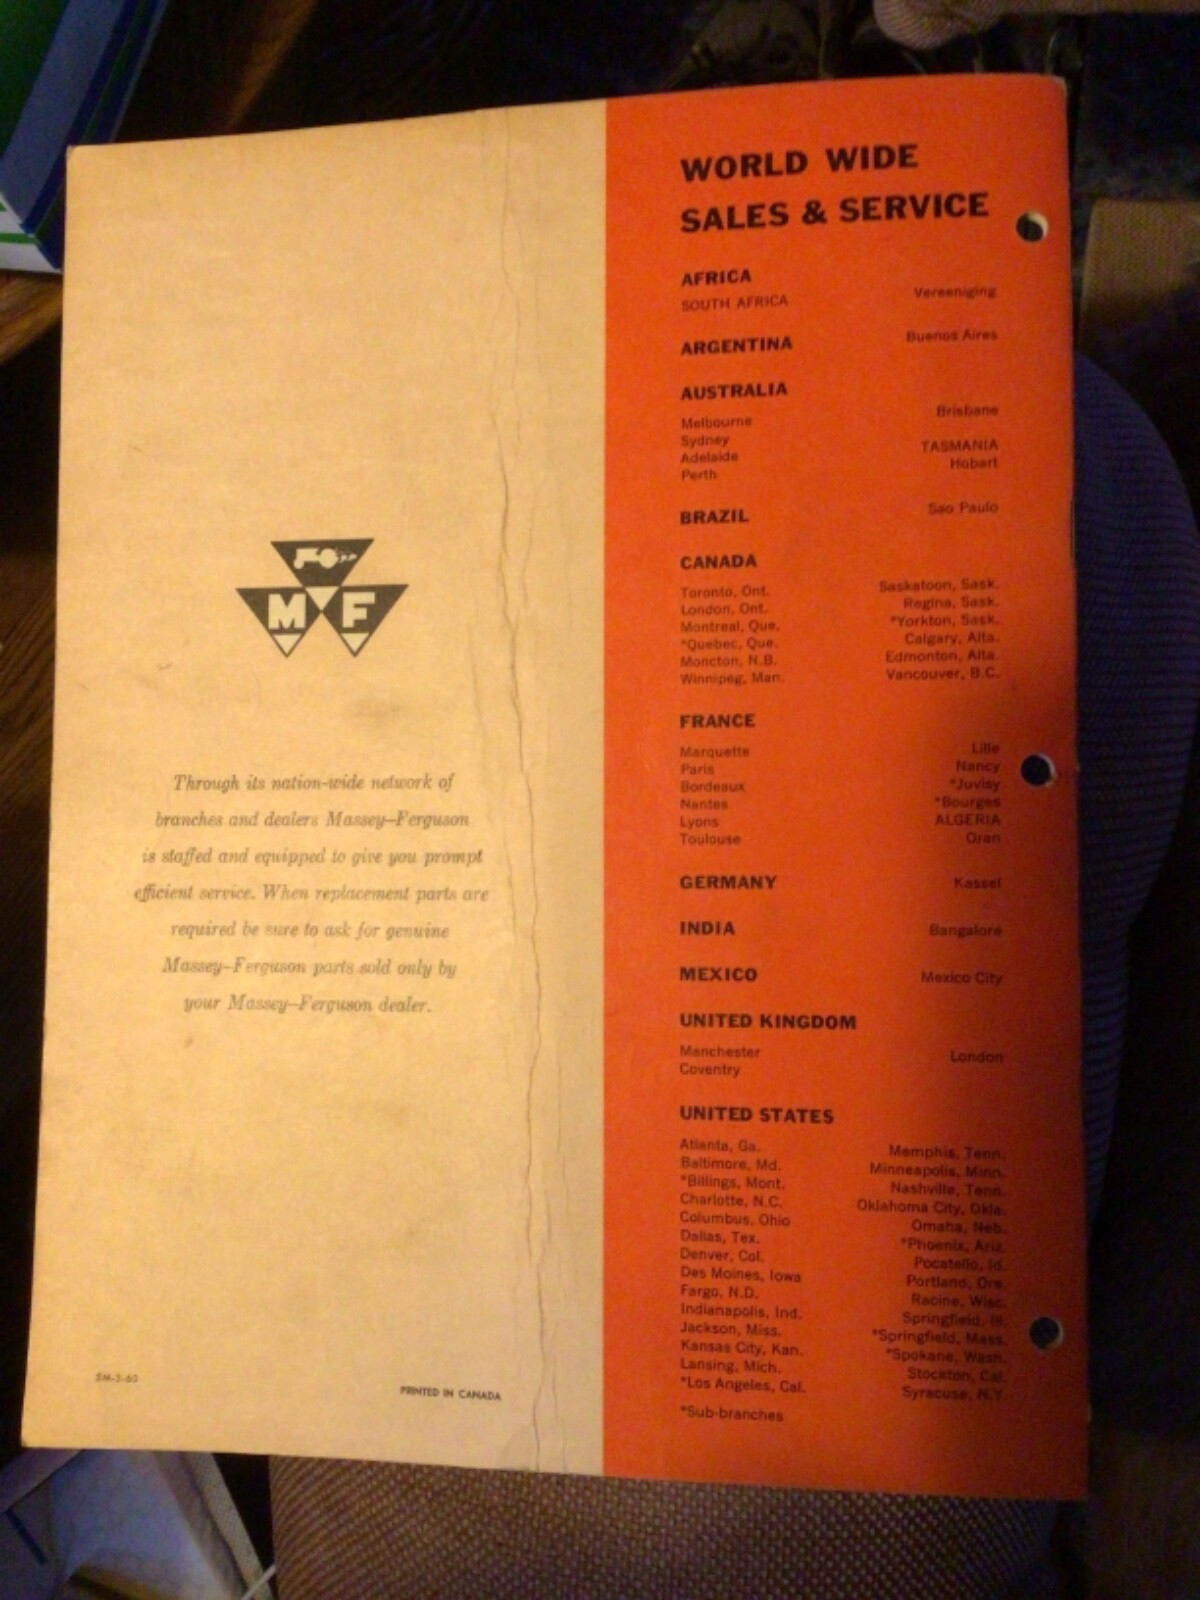 M F
Through its nation-wide network of
branches and dealers Massey–Ferguson
is staffed and equipped to give you prompt
efficient service. When replacement parts are
required be sure to ask for genuine
Massey–Ferguson parts sold only by
your Massey–Ferguson dealer.
SM-3-60
PRINTED IN CANADA
WORLD WIDE
SALES & SERVICE
AFRICA
SOUTH AFRICA Vereeniging
ARGENTINA Buenos Aires
AUSTRALIA
Melbourne
Sydney
Adelaide
Perth
Brisbane
TASMANIA
Hobart
BRAZIL Sao Paulo
CANADA
Toronto, Ont.
London, Ont.
Montreal, Que.
*Quebec, Que.
Moncton, N.B.
Winnipeg, Man.
Saskatoon, Sask.
Regina, Sask.
*Yorkton, Sask.
Calgary, Alta.
Edmonton, Alta.
Vancouver, B.C.
FRANCE
Marquette
Paris
Bordeaux
Nantes
Lyons
Toulouse
Lille
Nancy
*Juvisy
*Bourges
ALGERIA
Oran
GERMANY Kassel
INDIA Bangalore
MEXICO Mexico City
UNITED KINGDOM
Manchester
Coventry
London
UNITED STATES
Atlanta, Ga.
Baltimore, Md.
*Billings, Mont.
Charlotte, N.C.
Columbus, Ohio
Dallas, Tex.
Denver, Col.
Des Moines, Iowa
Fargo, N.D.
Indianapolis, Ind.
Jackson, Miss.
Kansas City, Kan.
Lansing, Mich.
*Los Angeles, Cal.
Memphis, Tenn.
Minneapolis, Minn.
Nashville, Tenn.
Oklahoma City, Okla.
Omaha, Neb.
*Phoenix, Ariz.
Pocatello, Id.
Portland, Ore.
Racine, Wisc.
Springfield, Ill.
*Springfield, Mass.
*Spokane, Wash.
Stockton, Cal.
Syracuse, N.Y.
*Sub-branches